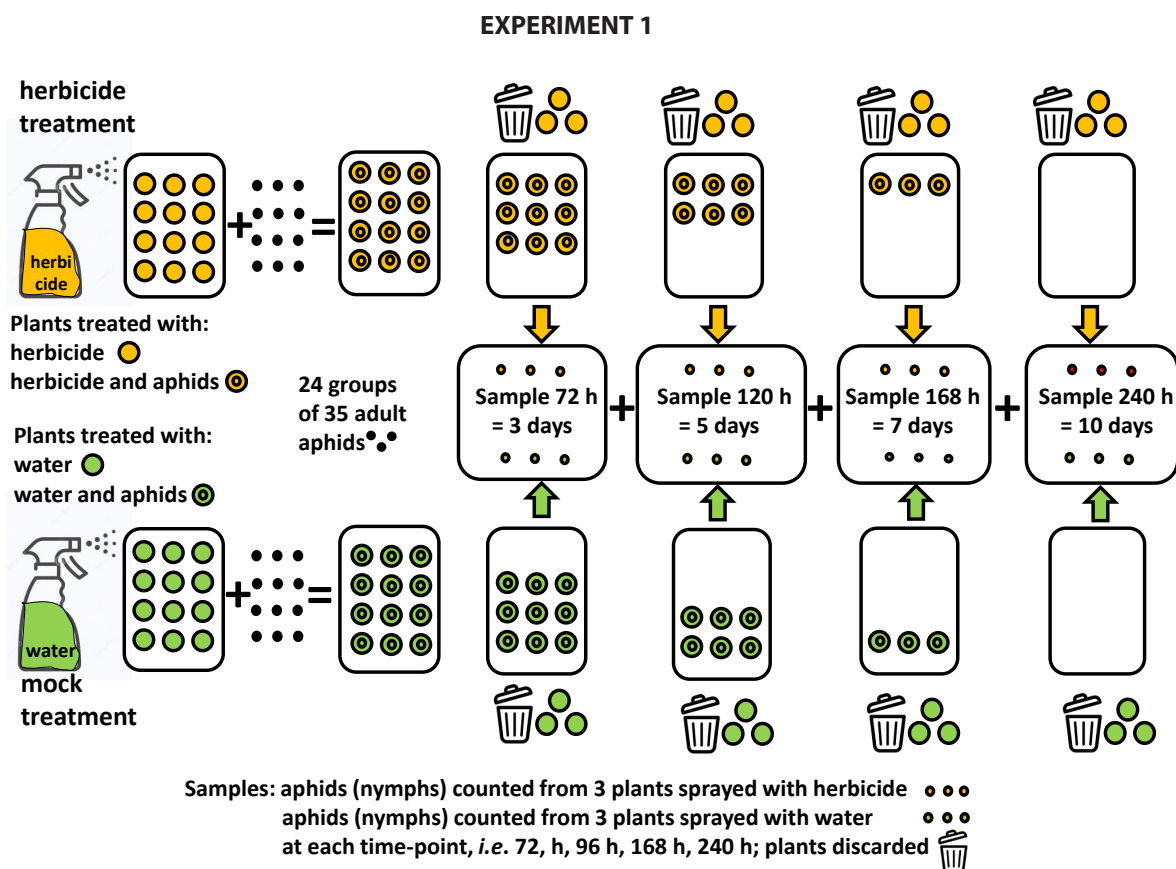 EXPERIMENT 1
herbicide
treatment
herbi
cide
+
=
Plants treated with:
herbicide
herbicide and aphids
24 groups
of 35 adult
aphids
Plants treated with:
water
water and aphids
Sample 72 h
= 3 days
+
Sample 120 h
= 5 days
+
Sample 168 h
= 7 days
+
Sample 240 h
= 10 days
+
=
water
mock
treatment
Samples: aphids (nymphs) counted from 3 plants sprayed with herbicide
aphids (nymphs) counted from 3 plants sprayed with water
at each time-point, i.e. 72, h, 96 h, 168 h, 240 h; plants discarded